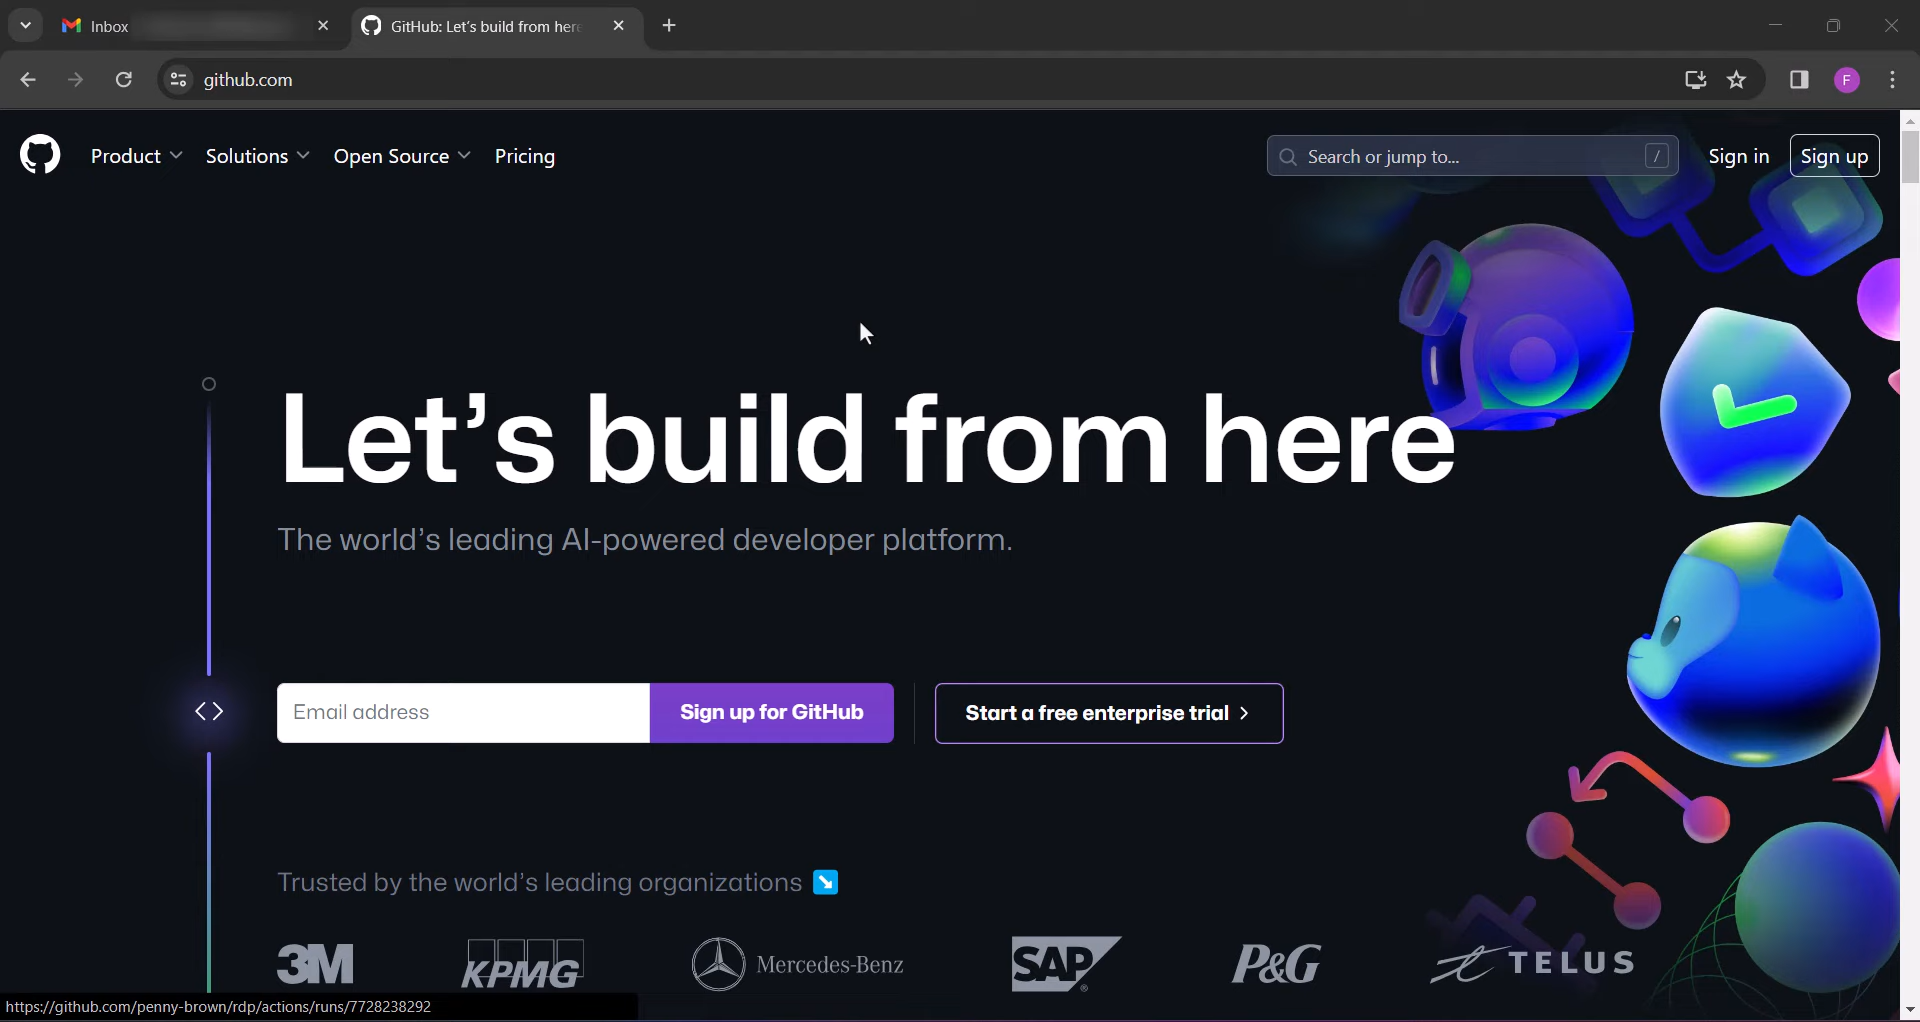 Inbox
GitHub: Let's build from here
github.com
F
Product
Solutions
Open Source
Pricing
Search or jump to...
/
Sign in
Sign up
Let's build from here
The world's leading AI-powered developer platform.
Email address
Sign up for GitHub
Start a free enterprise trial
Trusted by the world's leading organizations
3M
KPMG
Mercedes-Benz
SAP
P&G
TELUS
https://github.com/penny-brown/rdp/actions/runs/7728238292